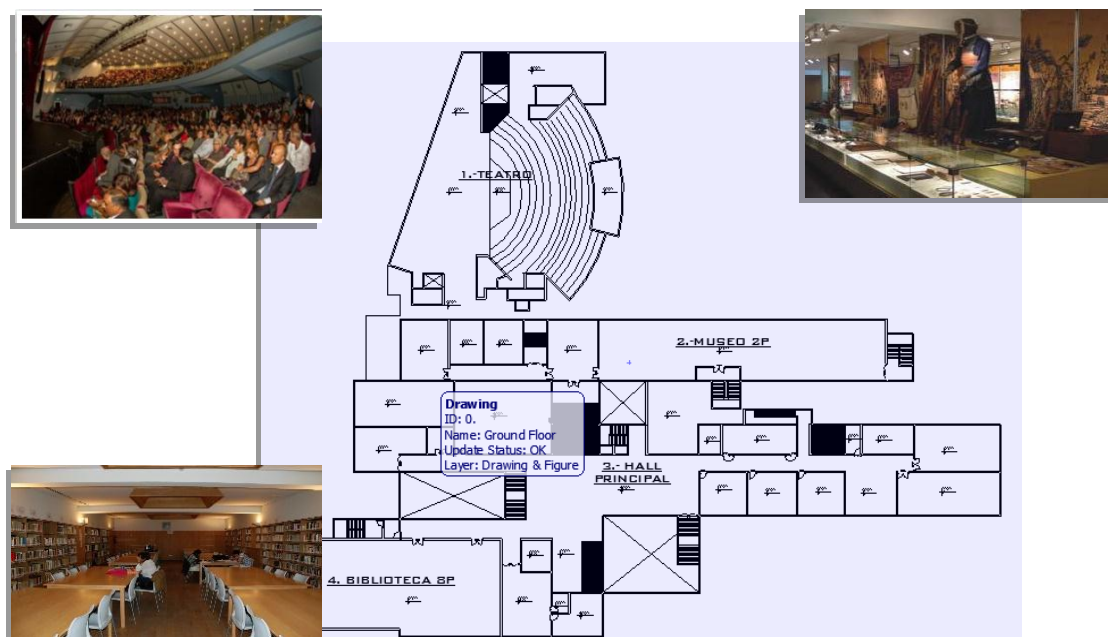 1.-TEATRO
2.-MUSEO 2P
Drawing
ID: 0.
Name: Ground Floor
Update Status: OK
Layer: Drawing & Figure
3.- HALL
PRINCIPAL
4. BIBLIOTECA SP